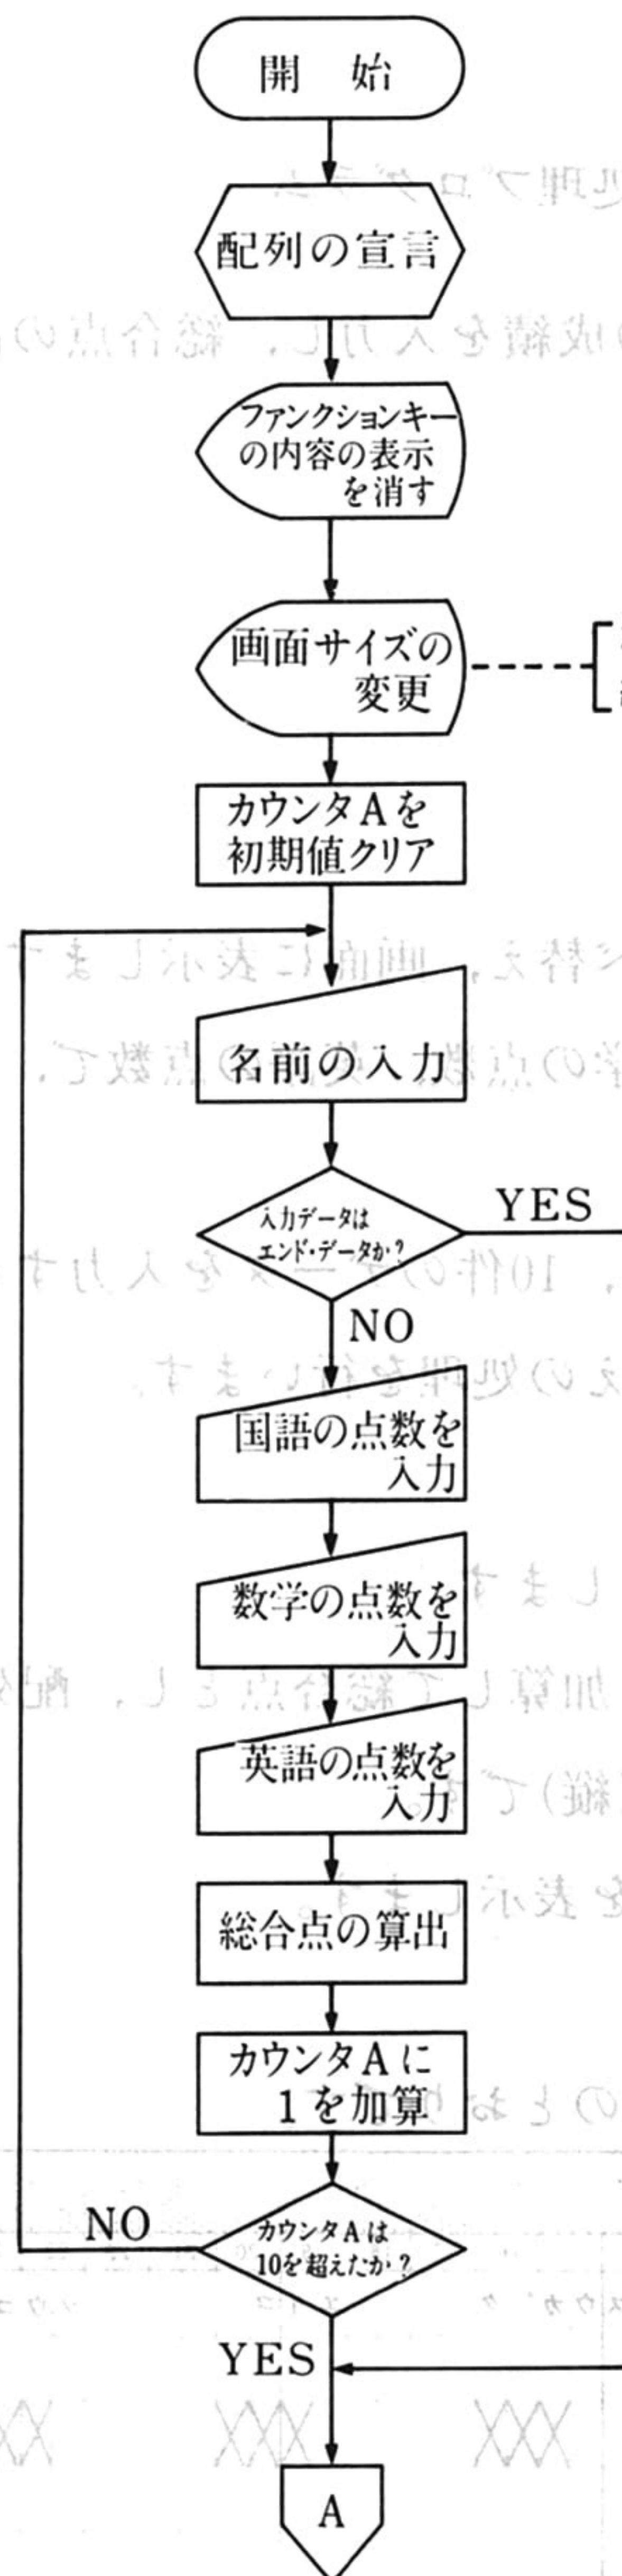 開 始
配列の宣言
ファンクションキー
の内容の表示
を消す
画面サイズの
変更
カウンタAを
初期値クリア
名前の入力
入力データは
エンド・データか?
YES
NO
国語の点数を
入力
数学の点数を
入力
英語の点数を
入力
総合点の算出
カウンタAに
1を加算
NO
カウンタAは
10を超えたか?
YES
A